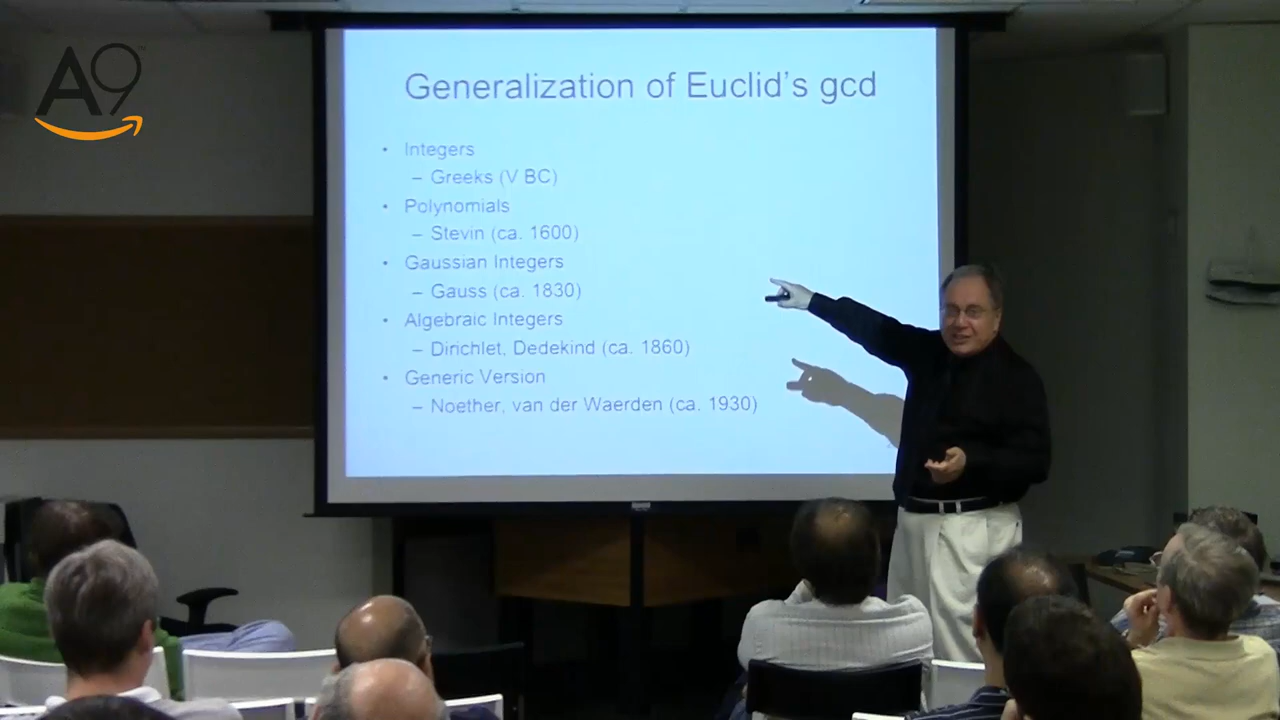 A9
Generalization of Euclid's gcd
• Integers
– Greeks (V BC)
• Polynomials
– Stevin (ca. 1600)
• Gaussian Integers
– Gauss (ca. 1830)
• Algebraic Integers
– Dirichlet, Dedekind (ca. 1860)
• Generic Version
– Noether, van der Waerden (ca. 1930)